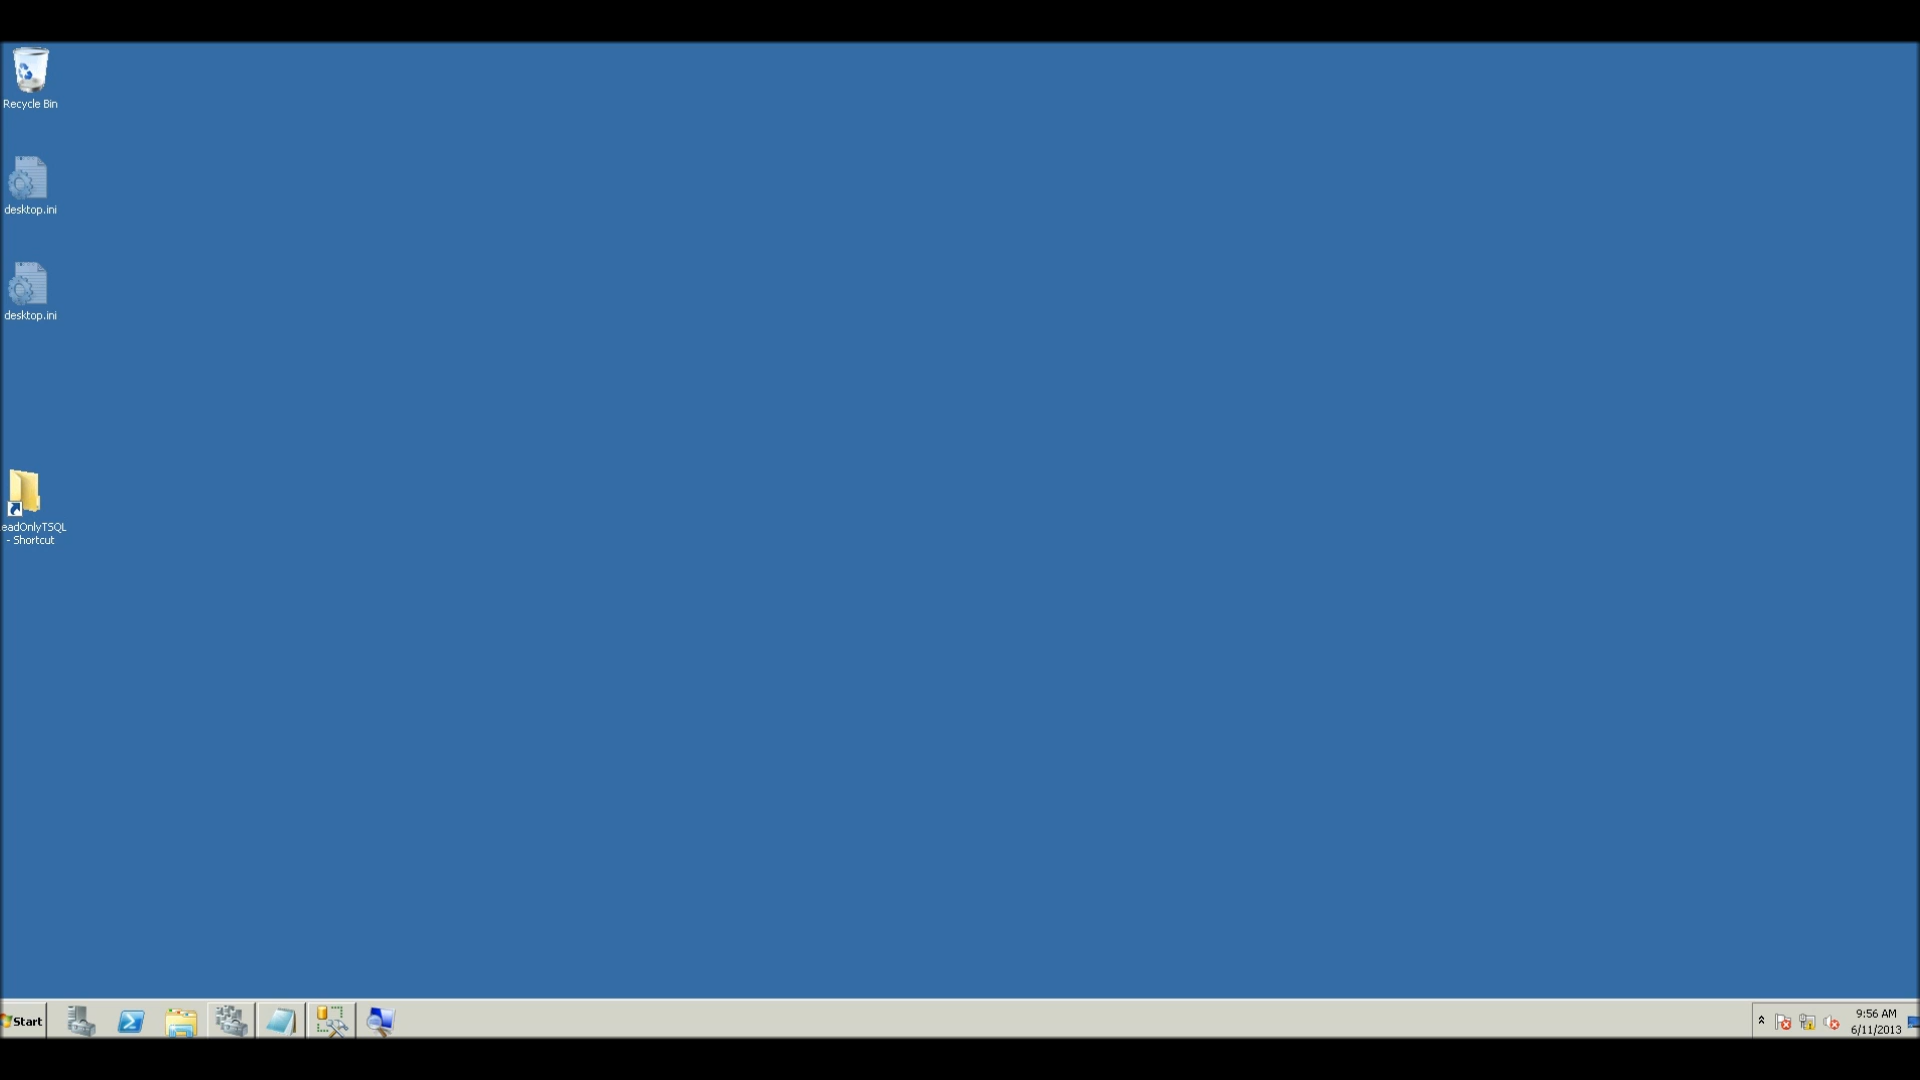 Recycle Bin
desktop.ini
desktop.ini
eadOnlyTSQL
- Shortcut
Start
9:56 AM
6/11/2013